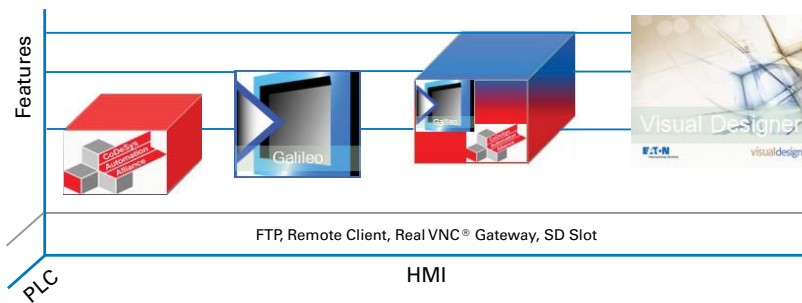 Features
CoDeSys
Automation
Alliance
Galileo
Galileo
CoDeSys
Automation
Alliance
Visual Designer
EATON
visualdesign
FTP, Remote Client, Real VNC® Gateway, SD Slot
PLC
HMI